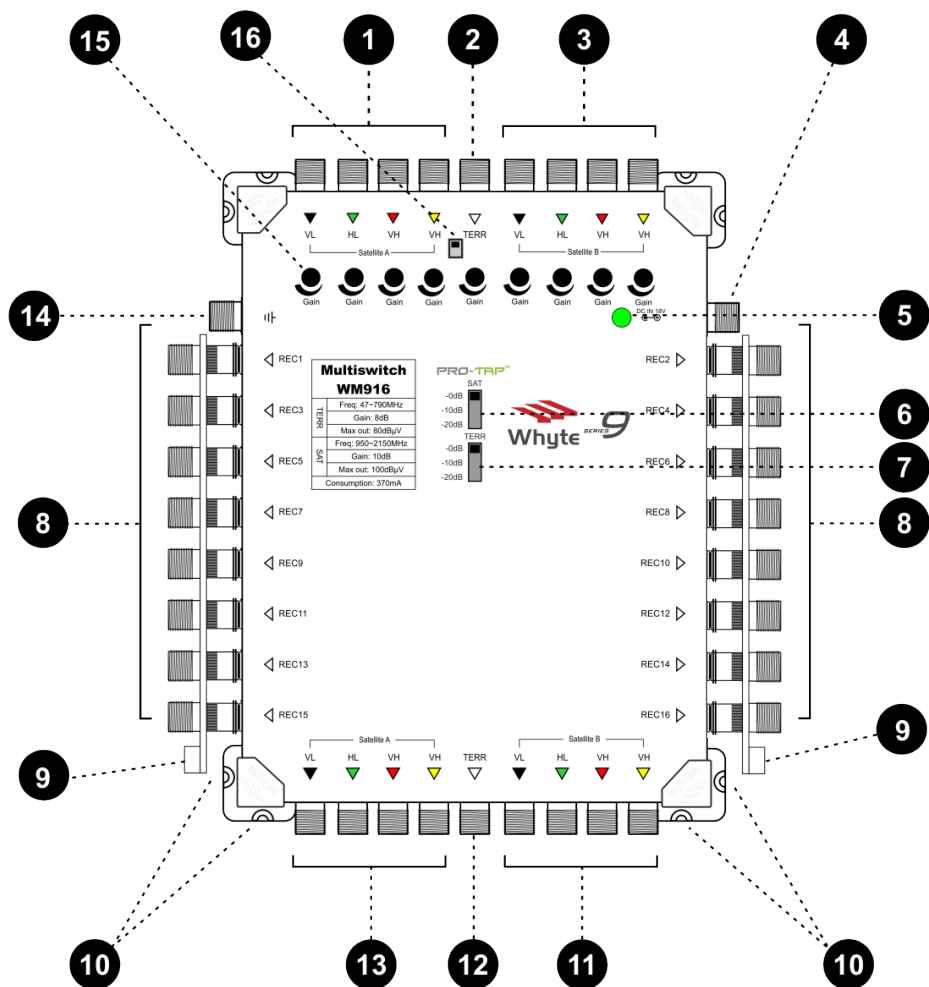 15
16
1
2
3
4
VL HL VH VH TERR VL HL VH VH
Satellite A
Satellite B
Gain Gain Gain Gain Gain Gain Gain Gain Gain
14
DC IN 18V
5
REC1
REC2
REC3
REC4
REC5
REC6
REC7
REC8
REC9
REC10
REC11
REC12
REC13
REC14
REC15
REC16
Multiswitch
WM916
TERR
Freq: 47~790MHz
Gain: 8dB
Max out: 80dBµV
SAT
Freq: 950~2150MHz
Gain: 10dB
Max out: 100dBµV
Consumption: 370mA
PRO-TAP™
SAT
-0dB
-10dB
-20dB
TERR
-0dB
-10dB
-20dB
Whyte SERIES 9
6
7
8
8
9
9
Satellite A
Satellite B
VL HL VH VH TERR VL HL VH VH
10
13
12
11
10